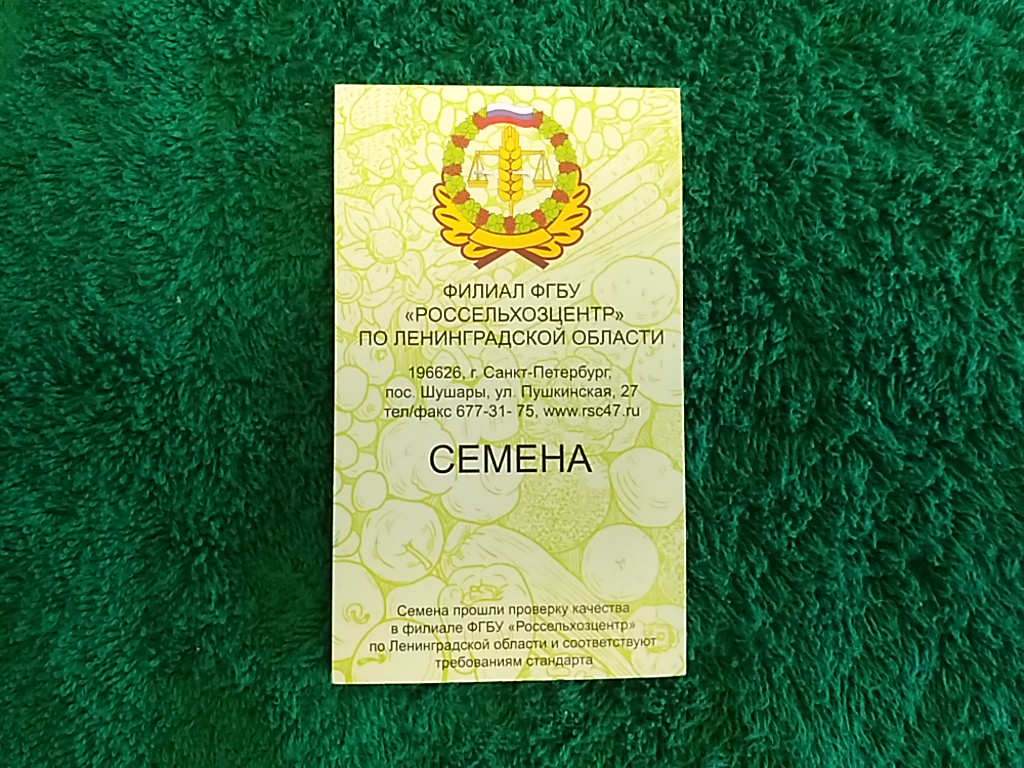 ФИЛИАЛ ФГБУ
«РОССЕЛЬХОЗЦЕНТР»
ПО ЛЕНИНГРАДСКОЙ ОБЛАСТИ
196626, г. Санкт-Петербург,
пос. Шушары, ул. Пушкинская, 27
тел/факс 677-31- 75, www.rsc47.ru
СЕМЕНА
Семена прошли проверку качества
в филиале ФГБУ «Россельхозцентр»
по Ленинградской области и соответствуют
требованиям стандарта